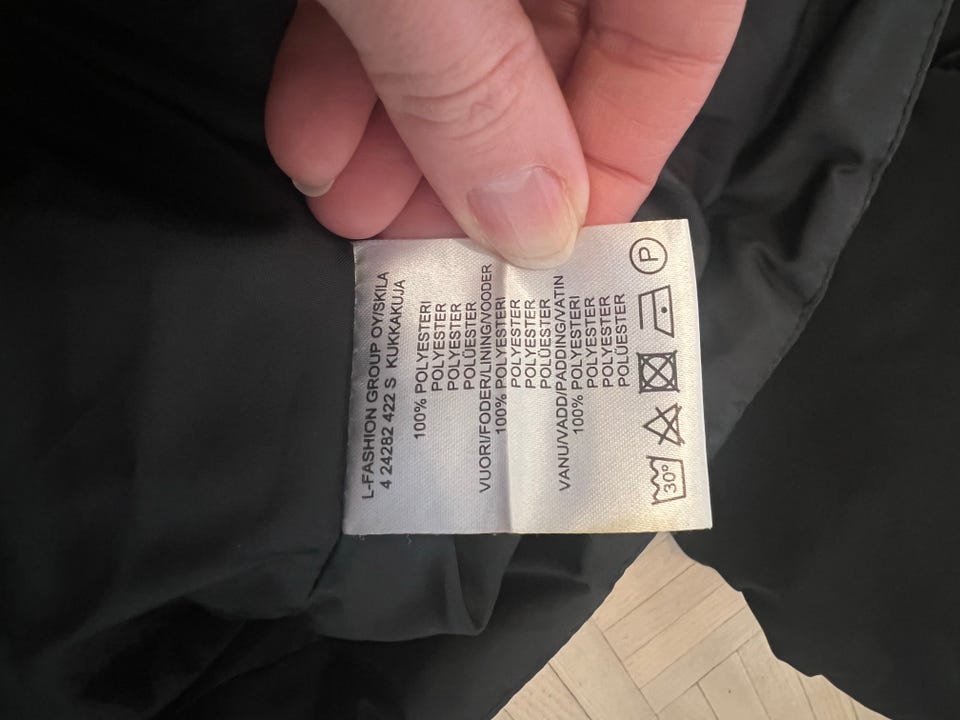 L-FASHION GROUP OY/SKILA
4 24282 422 S KUKKAKUJA
100% POLYESTERI
POLYESTER
POLYESTER
POLÜESTER
VUORI/FODER/LINING/VOODER
100% POLYESTERI
POLYESTER
POLYESTER
POLÜESTER
VANU/VADD/PADDING/VATIN
100% POLYESTERI
POLYESTER
POLYESTER
POLÜESTER
30° P